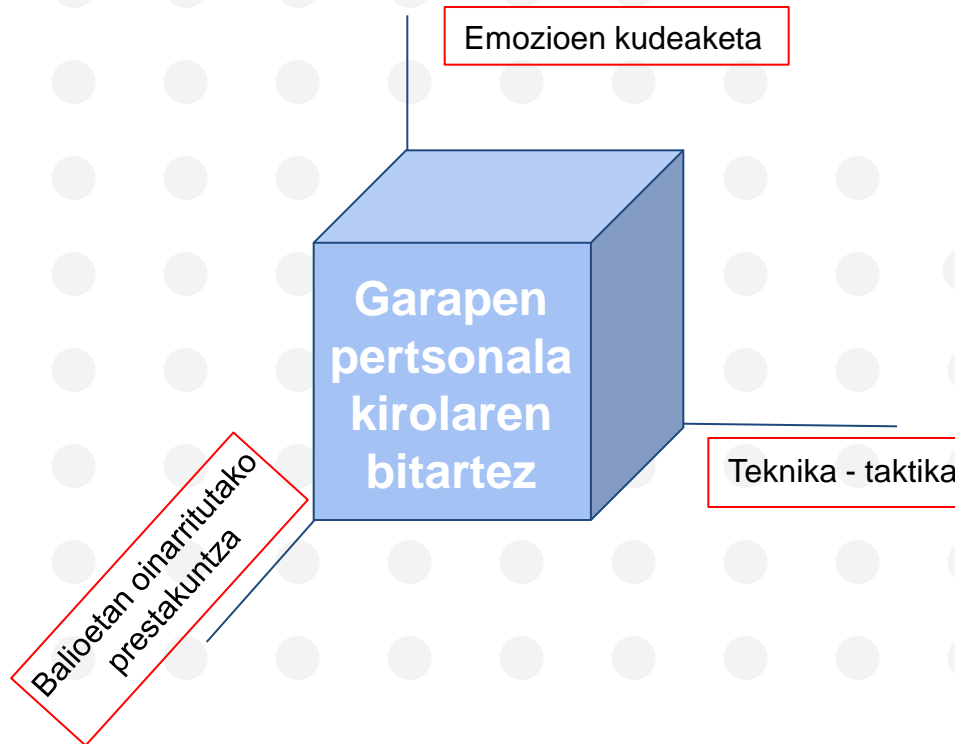 Emozioen kudeaketa
Garapen
pertsonala
kirolaren
bitartez
Teknika - taktika
Balioetan oinarritutako
prestakuntza